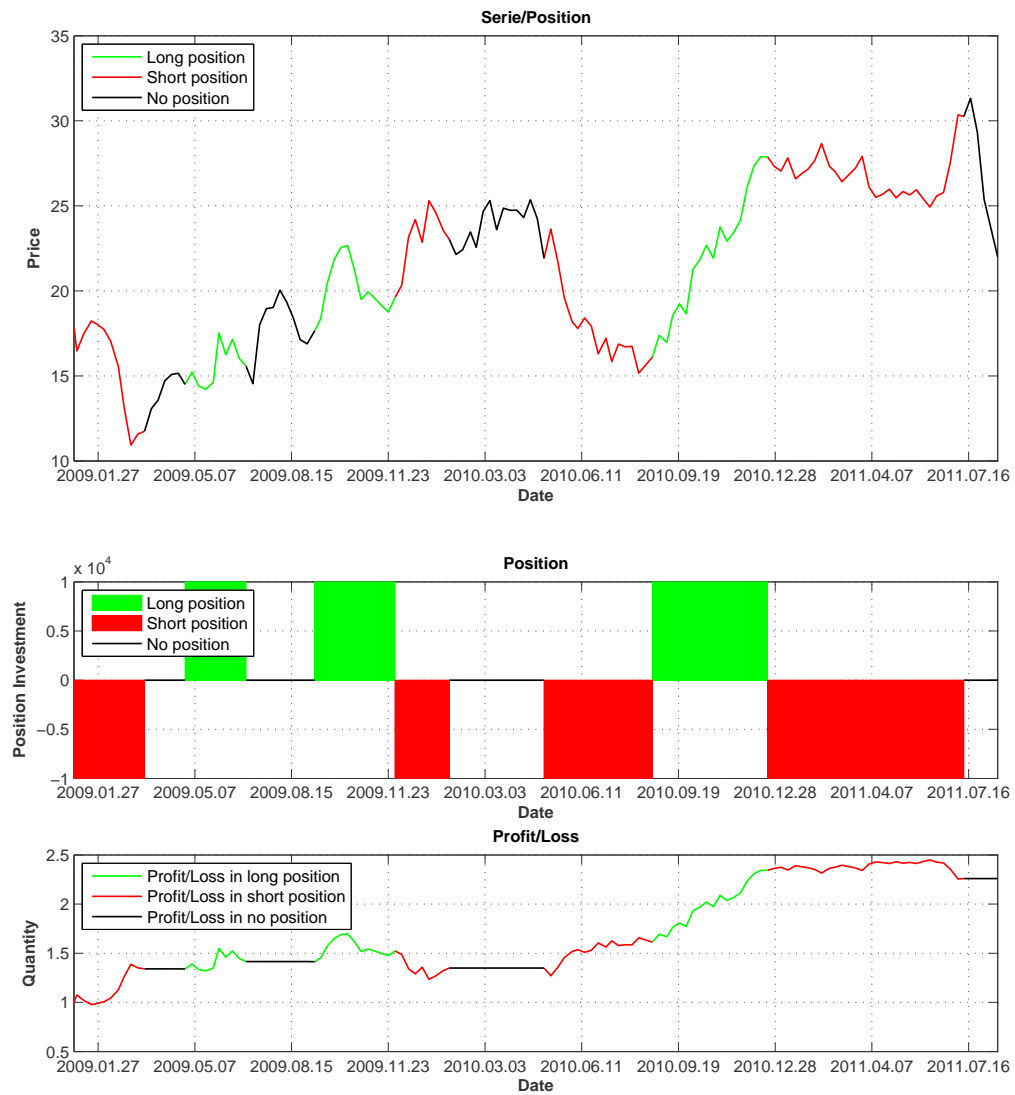 Serie/Position
35
30
25
20
15
10
Price
Long position
Short position
No position
2009.01.27 2009.05.07 2009.08.15 2009.11.23 2010.03.03 2010.06.11 2010.09.19 2010.12.28 2011.04.07 2011.07.16
Date
x 10^4
Position
1
0.5
0
−0.5
−1
Position Investment
Long position
Short position
No position
2009.01.27 2009.05.07 2009.08.15 2009.11.23 2010.03.03 2010.06.11 2010.09.19 2010.12.28 2011.04.07 2011.07.16
Date
Profit/Loss
2.5
2
1.5
1
0.5
Quantity
Profit/Loss in long position
Profit/Loss in short position
Profit/Loss in no position
2009.01.27 2009.05.07 2009.08.15 2009.11.23 2010.03.03 2010.06.11 2010.09.19 2010.12.28 2011.04.07 2011.07.16
Date